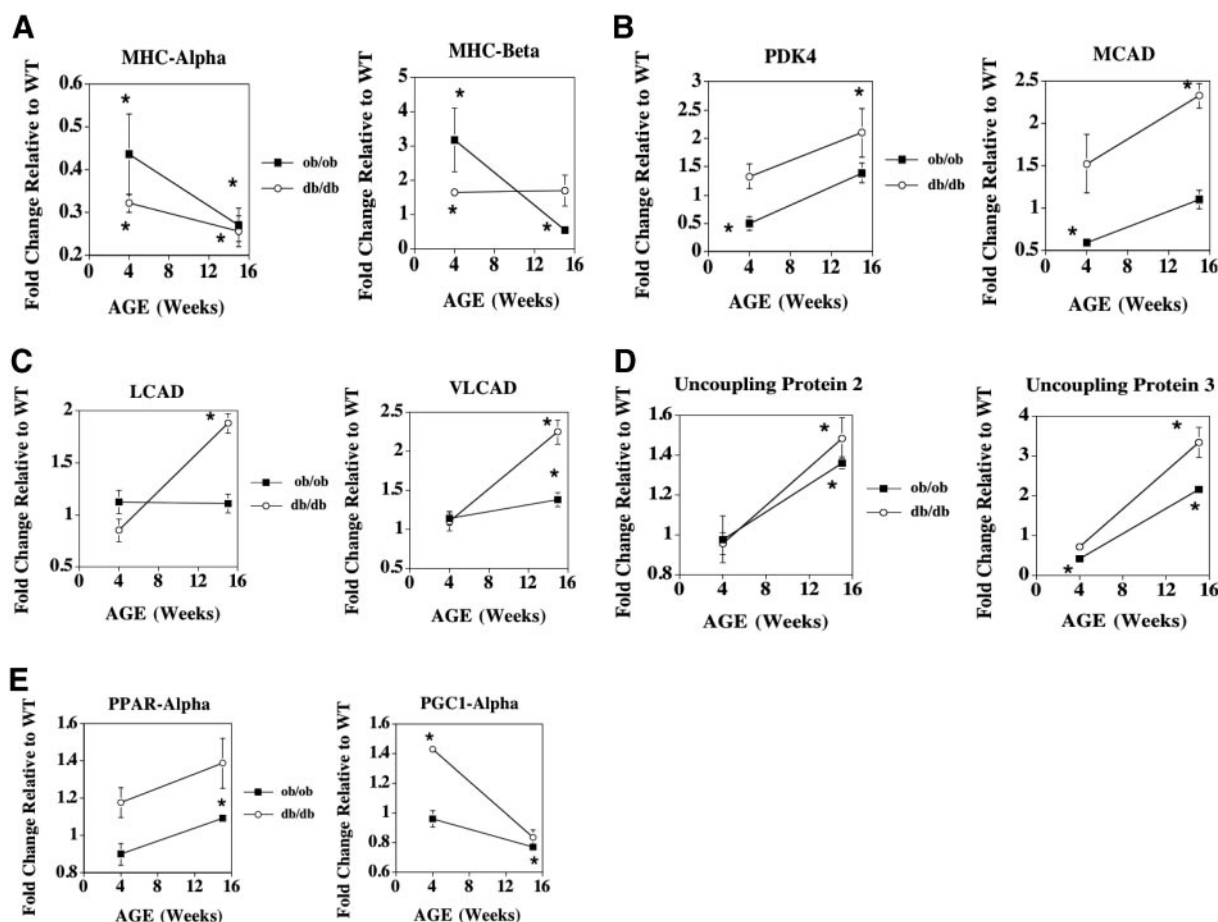 A
MHC-Alpha
Fold Change Relative to WT
0.6
0.5
0.4
0.3
0.2
0 4 8 12 16
AGE (Weeks)
*
*
*
*
ob/ob
db/db
MHC-Beta
Fold Change Relative to WT
5
4
3
2
1
0
0 4 8 12 16
AGE (Weeks)
*
*
*
B
PDK4
Fold Change Relative to WT
3
2.5
2
1.5
1
0.5
0
0 4 8 12 16
AGE (Weeks)
*
*
ob/ob
db/db
MCAD
Fold Change Relative to WT
2.5
2
1.5
1
0.5
0 4 8 12 16
AGE (Weeks)
*
*
C
LCAD
Fold Change Relative to WT
2
1.5
1
0.5
0 4 8 12 16
AGE (Weeks)
*
ob/ob
db/db
VLCAD
Fold Change Relative to WT
2.5
2
1.5
1
0.5
0 4 8 12 16
AGE (Weeks)
*
*
D
Uncoupling Protein 2
Fold Change Relative to WT
1.6
1.4
1.2
1
0.8
0 4 8 12 16
AGE (Weeks)
*
*
ob/ob
db/db
Uncoupling Protein 3
Fold Change Relative to WT
4
3
2
1
0
0 4 8 12 16
AGE (Weeks)
*
*
*
E
PPAR-Alpha
Fold Change Relative to WT
1.6
1.4
1.2
1
0.8
0 4 8 12 16
AGE (Weeks)
*
ob/ob
db/db
PGC1-Alpha
Fold Change Relative to WT
1.6
1.4
1.2
1
0.8
0.6
0 4 8 12 16
AGE (Weeks)
*
*